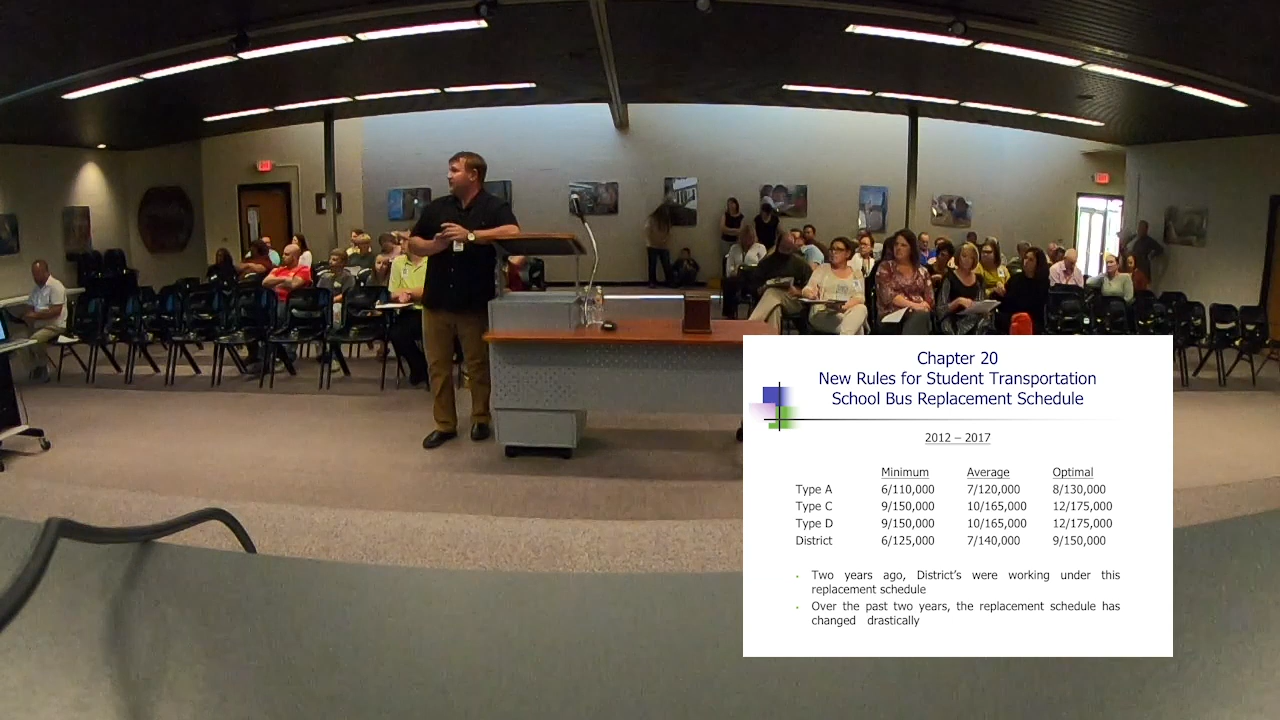 Chapter 20
New Rules for Student Transportation
School Bus Replacement Schedule
2012 – 2017
Minimum Average Optimal
Type A 6/110,000 7/120,000 8/130,000
Type C 9/150,000 10/165,000 12/175,000
Type D 9/150,000 10/165,000 12/175,000
District 6/125,000 7/140,000 9/150,000
Two years ago, District's were working under this
replacement schedule
Over the past two years, the replacement schedule has
changed drastically